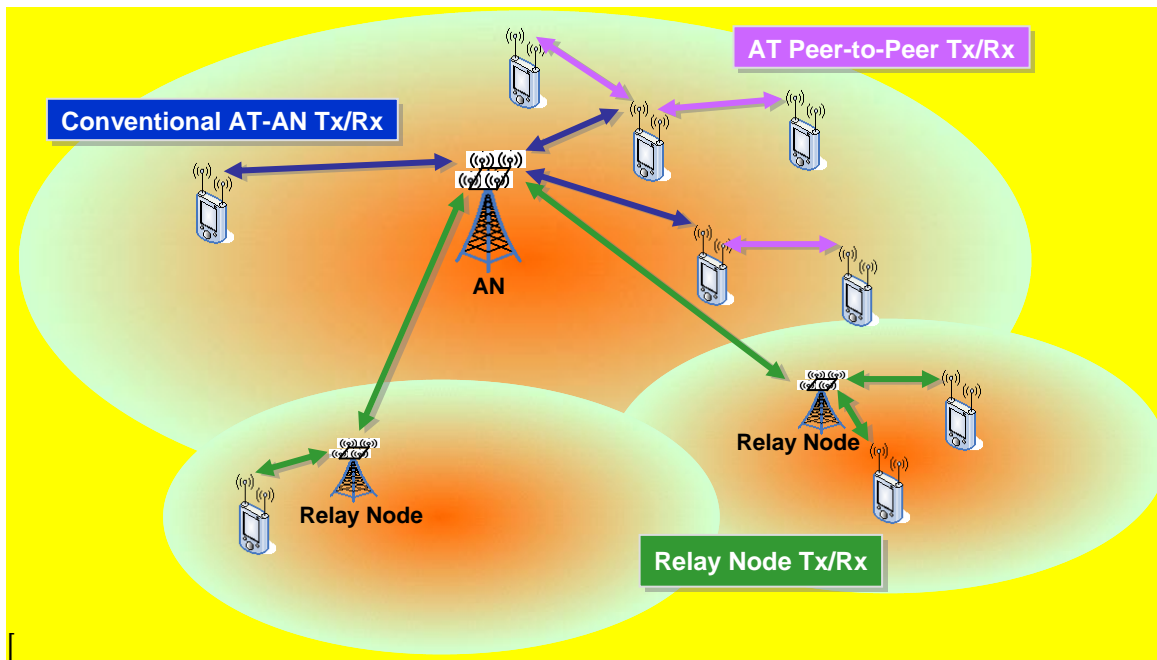 AT Peer-to-Peer Tx/Rx
Conventional AT-AN Tx/Rx
AN
Relay Node
Relay Node
Relay Node Tx/Rx
[